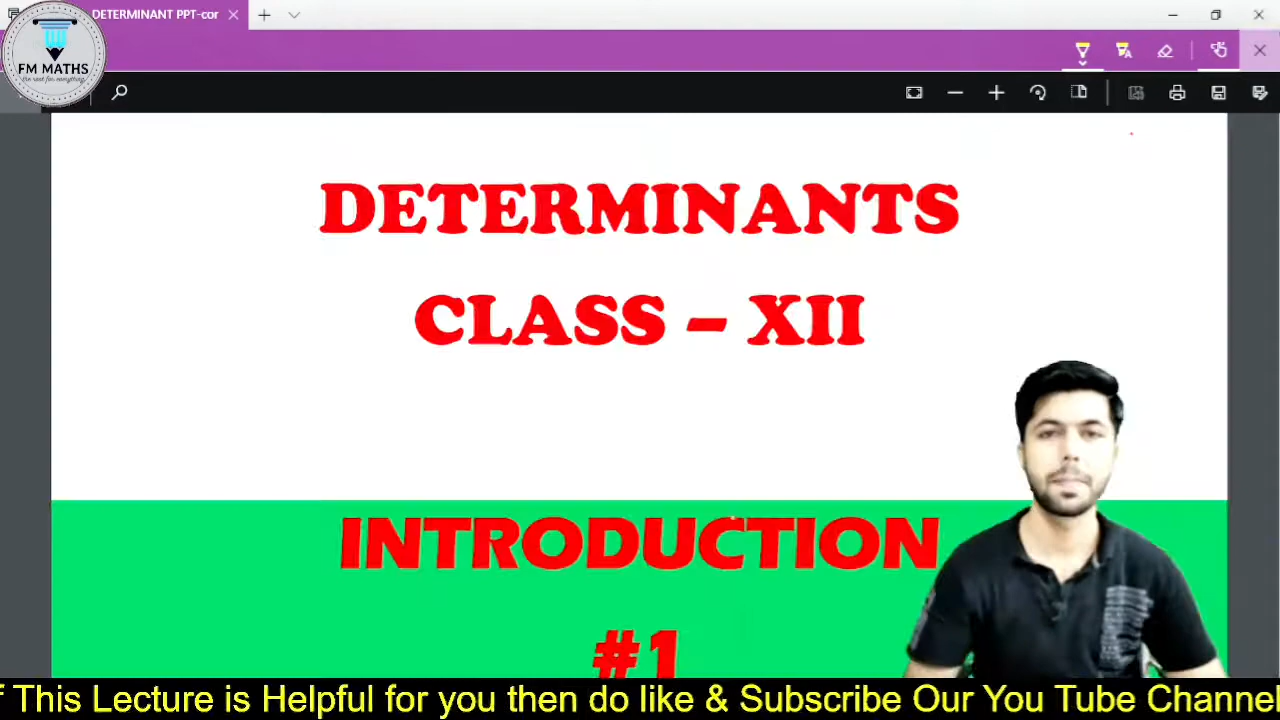 DETERMINANT PPT-cor
FM MATHS
DETERMINANTS
CLASS – XII
INTRODUCTION
#1
This Lecture is Helpful for you then do like & Subscribe Our You Tube Channel